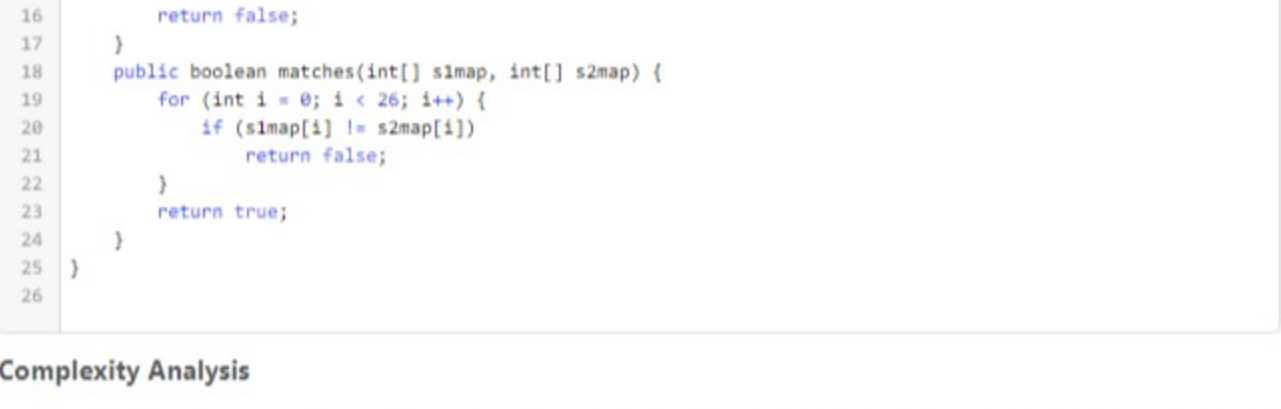 16 return false;
17 }
18 public boolean matches(int[] s1map, int[] s2map) {
19 for (int i = 0; i < 26; i++) {
20 if (s1map[i] != s2map[i])
21 return false;
22 }
23 return true;
24 }
25 }
26
Complexity Analysis